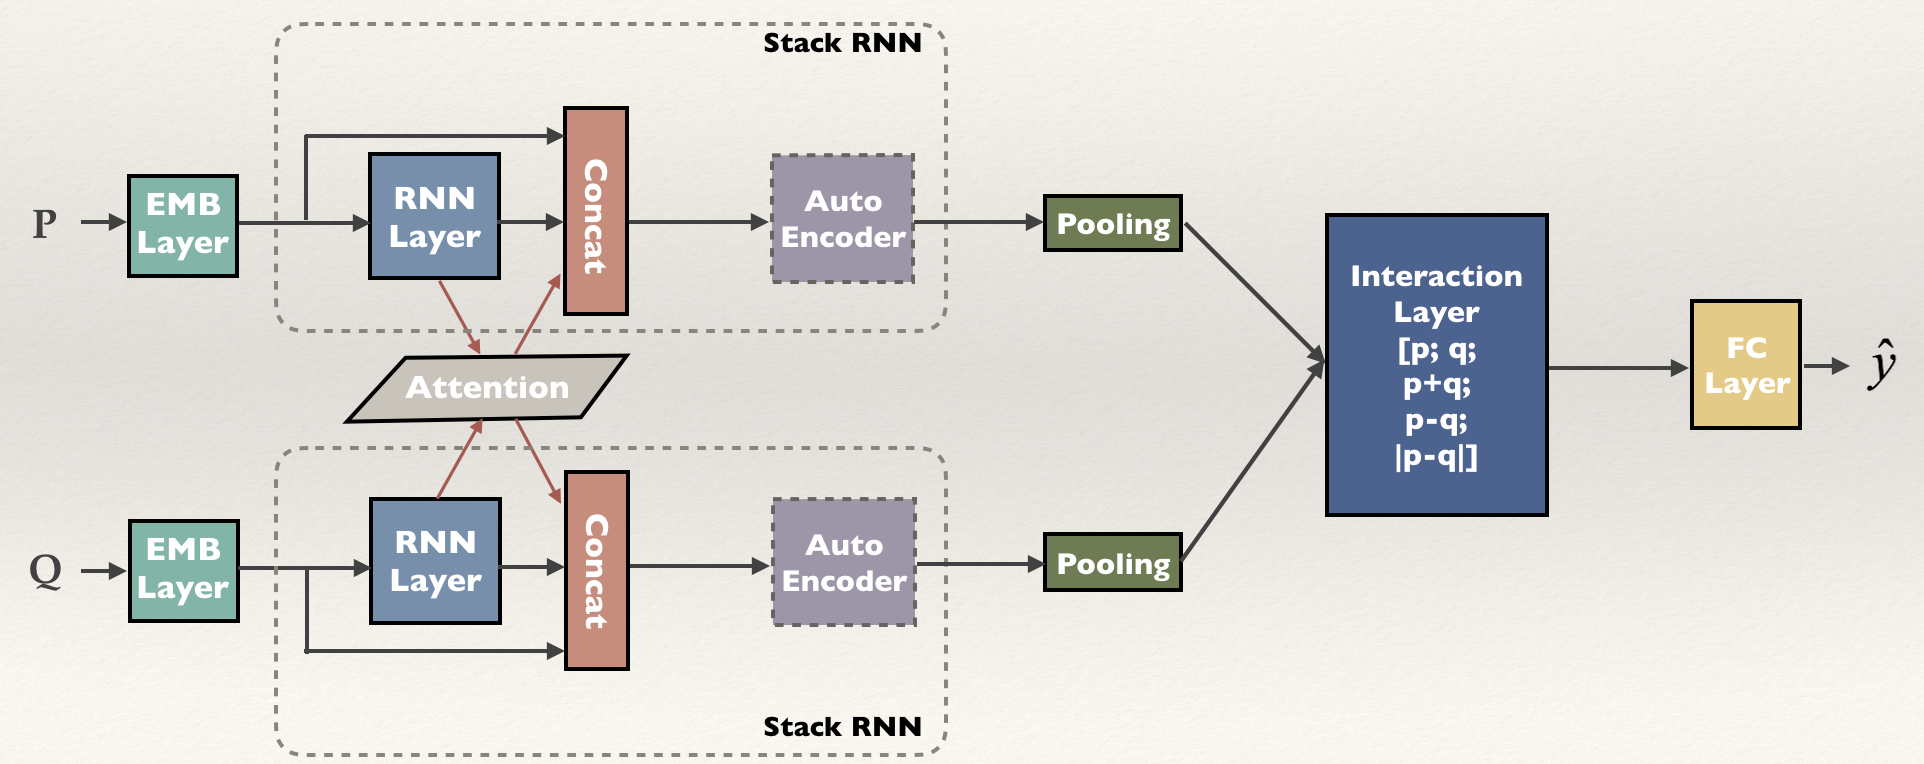 Stack RNN
P
EMB
Layer
RNN
Layer
Concat
Auto
Encoder
Pooling
Attention
Interaction
Layer
[p; q;
p+q;
p-q;
|p-q|]
FC
Layer
ŷ
Q
EMB
Layer
RNN
Layer
Concat
Auto
Encoder
Pooling
Stack RNN